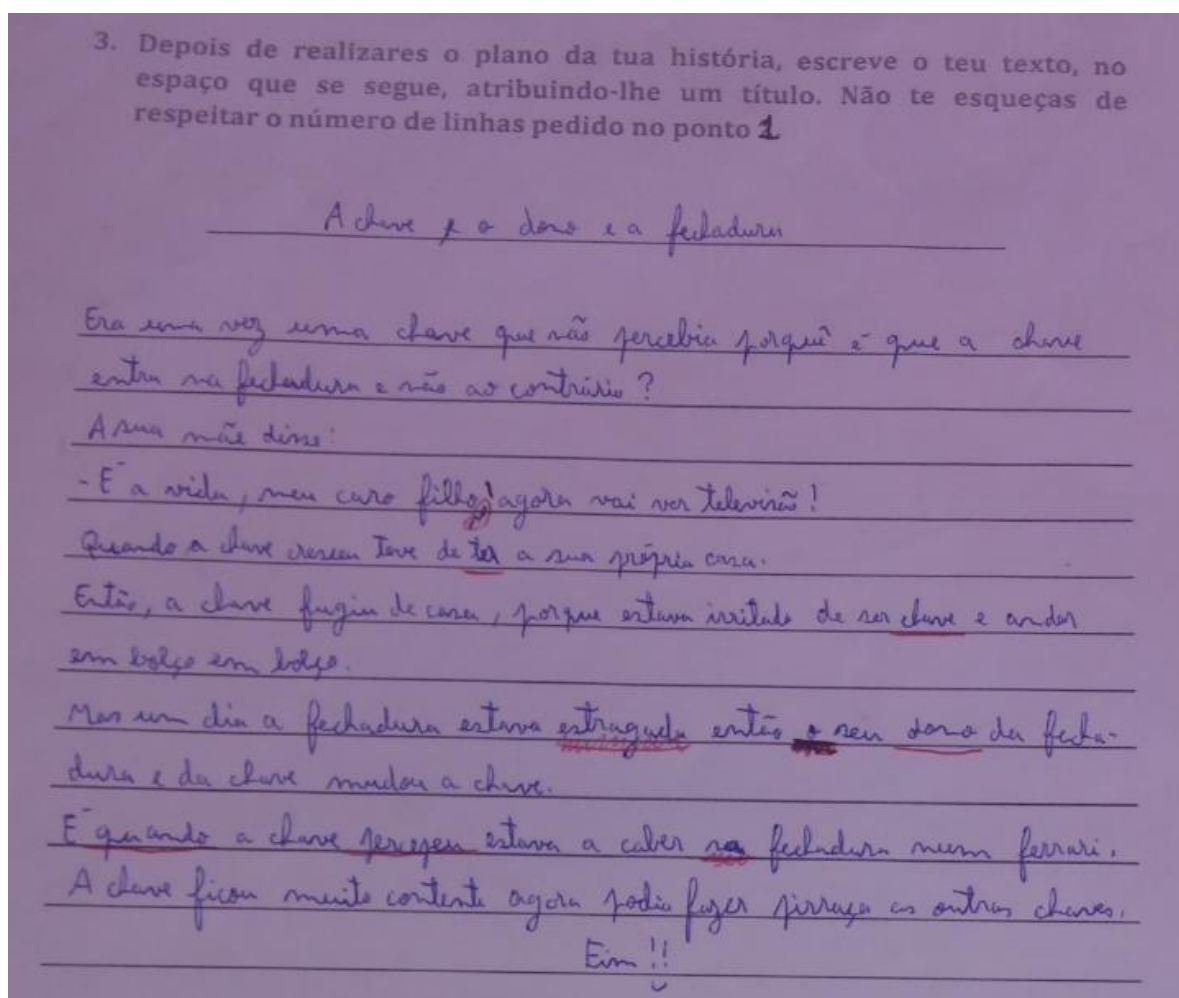 3. Depois de realizares o plano da tua história, escreve o teu texto, no
espaço que se segue, atribuindo-lhe um título. Não te esqueças de
respeitar o número de linhas pedido no ponto 1
A chave e o dono e a fechadura
Era uma vez uma chave que não percebia porquê é que a chave
entra na fechadura e não ao contrário?
A sua mãe disse:
- É a vida, meu caro filho, agora vai ver televisã!
Quando a chave cresceu teve de ter a sua própria casa.
Então, a chave fugiu de casa, porque estava irritado de ser chave e andar
em bolço em bolço.
Mas um dia a fechadura estava estragada então o seu dono da fecha-
dura e da chave mudou a chave.
E quando a chave estava a caber na fechadura num ferrari.
A chave ficou muito contente agora podia fazer pirraça as outras chaves.
Eim !!